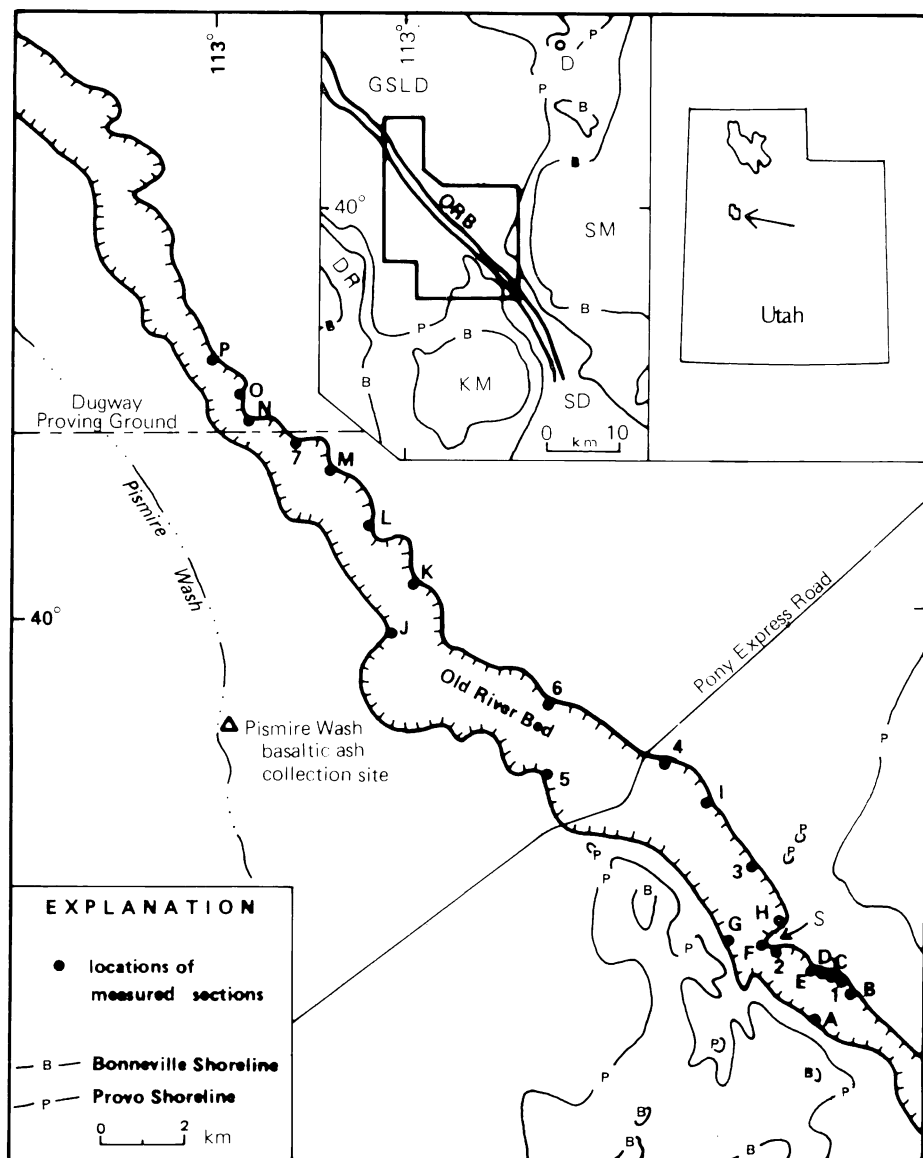 113°
113°
P
D
GSLD
P
B
B
40°
ORB
SM
DR
B
P
B
B
B
KM
SD
0 10
km
Utah
P
O
N
Dugway
Proving Ground
7
M
Pismire
Wash
L
K
40°
J
Old River Bed
6
Pony Express Road
Pismire Wash
basaltic ash
collection site
4
5
I
P
P
P
3
P
B
H
S
G
F
P
2
D
C
E
1
B
A
P
B
B
B
B
EXPLANATION
locations of
measured sections
B Bonneville Shoreline
P Provo Shoreline
0 2
km